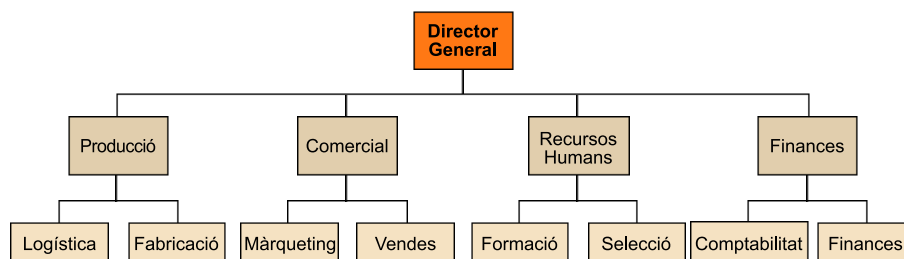 Director
General
Producció
Comercial
Recursos
Humans
Finances
Logística
Fabricació
Màrqueting
Vendes
Formació
Selecció
Comptabilitat
Finances